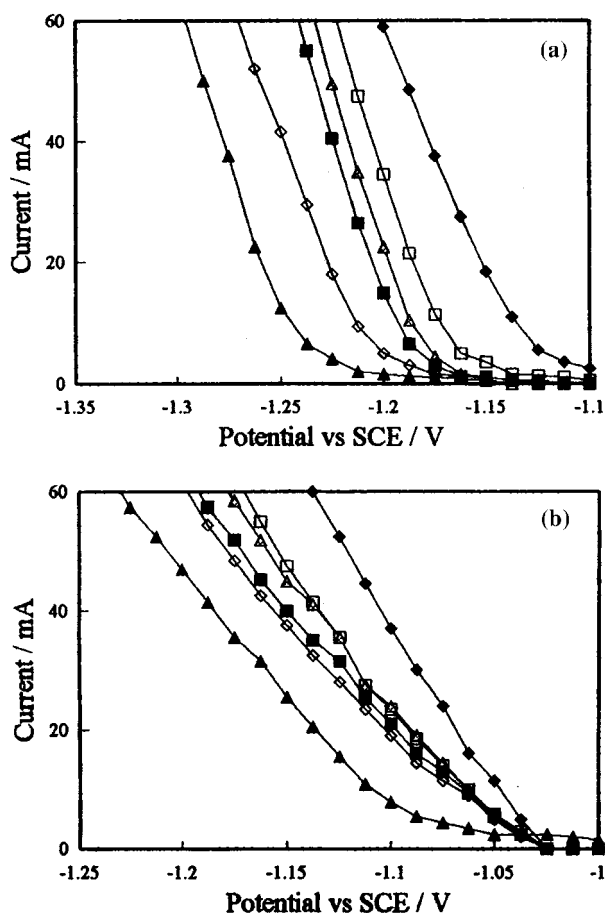 60
(a)
40
Current / mA
20
0
-1.35 -1.3 -1.25 -1.2 -1.15 -1.1
Potential vs SCE / V
60
(b)
40
Current / mA
20
0
-1.25 -1.2 -1.15 -1.1 -1.05 -1
Potential vs SCE / V